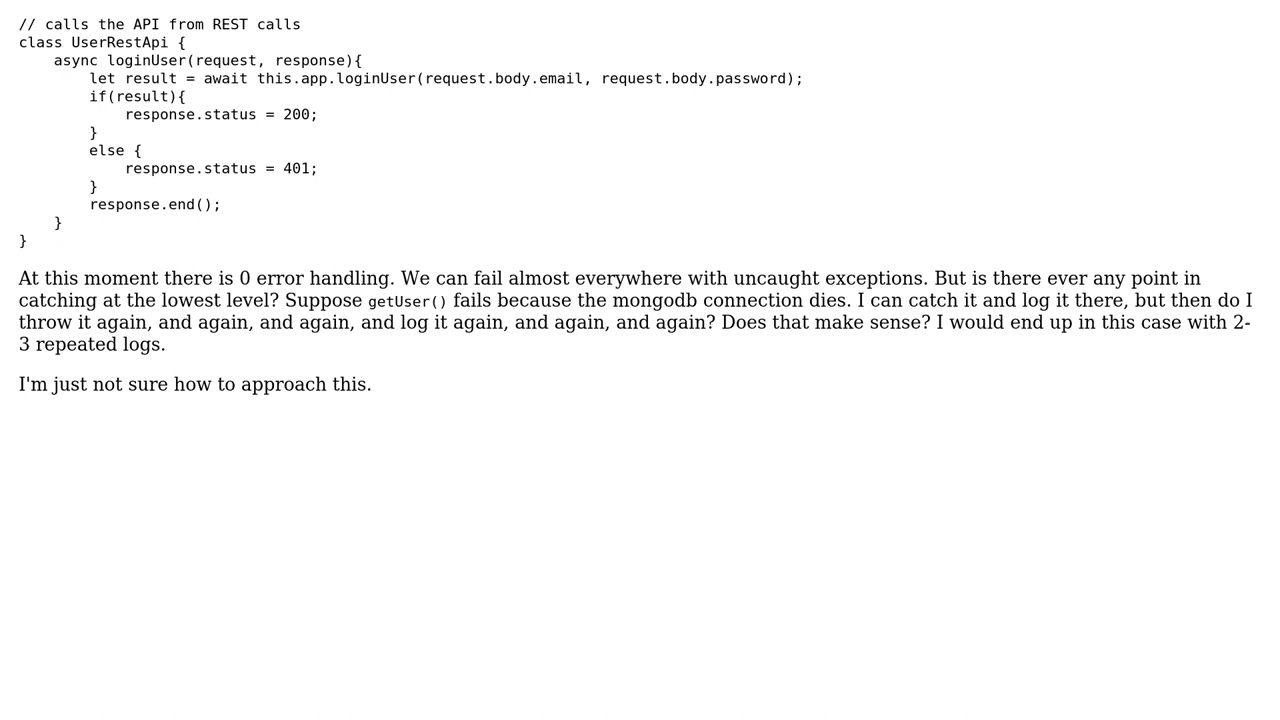 // calls the API from REST calls
class UserRestApi {
    async loginUser(request, response){
        let result = await this.app.loginUser(request.body.email, request.body.password);
        if(result){
            response.status = 200;
        }
        else {
            response.status = 401;
        }
        response.end();
    }
}
At this moment there is 0 error handling. We can fail almost everywhere with uncaught exceptions. But is there ever any point in
catching at the lowest level? Suppose getUser() fails because the mongodb connection dies. I can catch it and log it there, but then do I
throw it again, and again, and again, and log it again, and again, and again? Does that make sense? I would end up in this case with 2-
3 repeated logs.
I'm just not sure how to approach this.